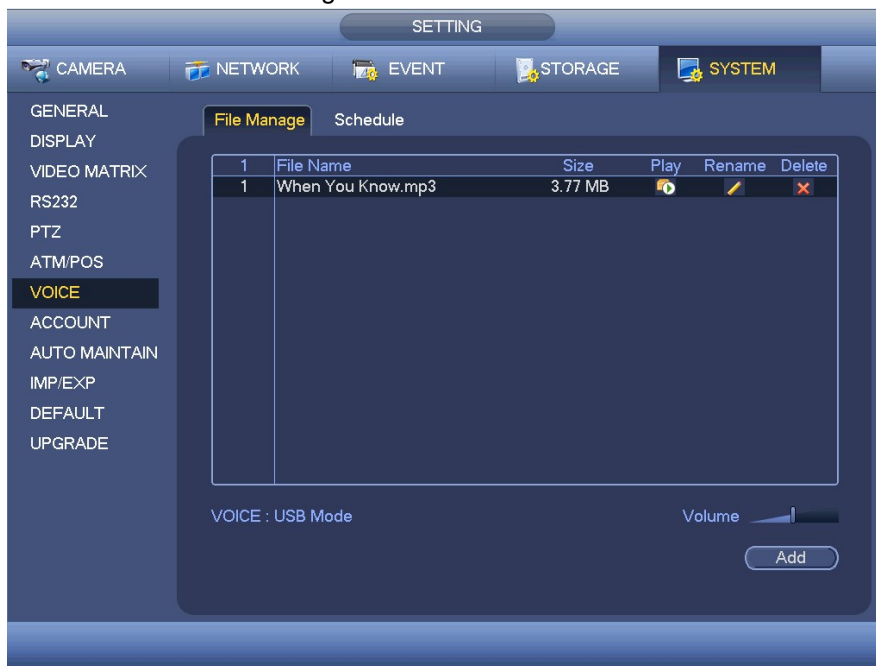 SETTING
CAMERA NETWORK EVENT STORAGE SYSTEM
GENERAL
DISPLAY
VIDEO MATRIX
RS232
PTZ
ATM/POS
VOICE
ACCOUNT
AUTO MAINTAIN
IMP/EXP
DEFAULT
UPGRADE
File Manage Schedule
1 File Name Size Play Rename Delete
1 When You Know.mp3 3.77 MB
VOICE : USB Mode Volume
Add